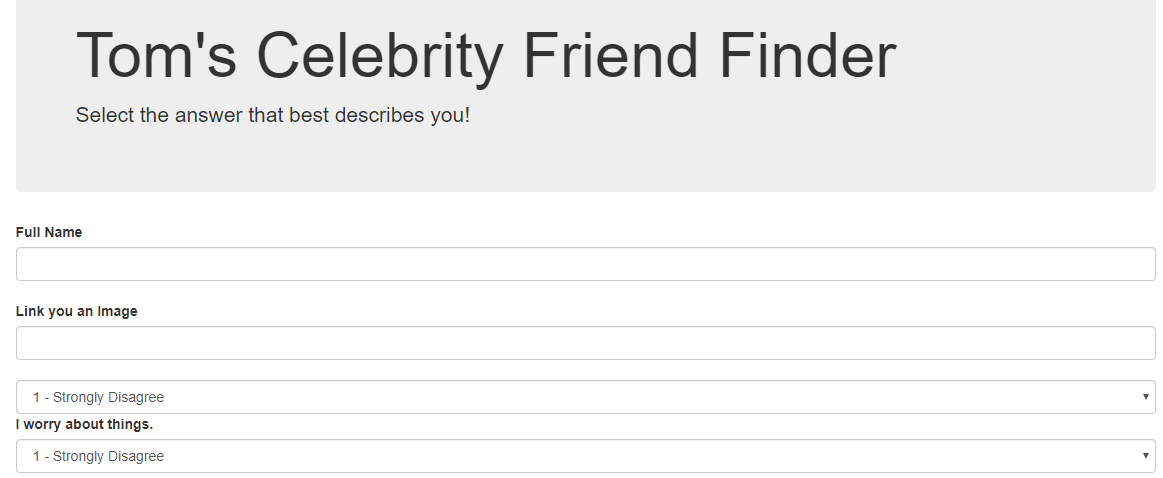 Tom's Celebrity Friend Finder
Select the answer that best describes you!
Full Name
Link you an Image
1 - Strongly Disagree
I worry about things.
1 - Strongly Disagree